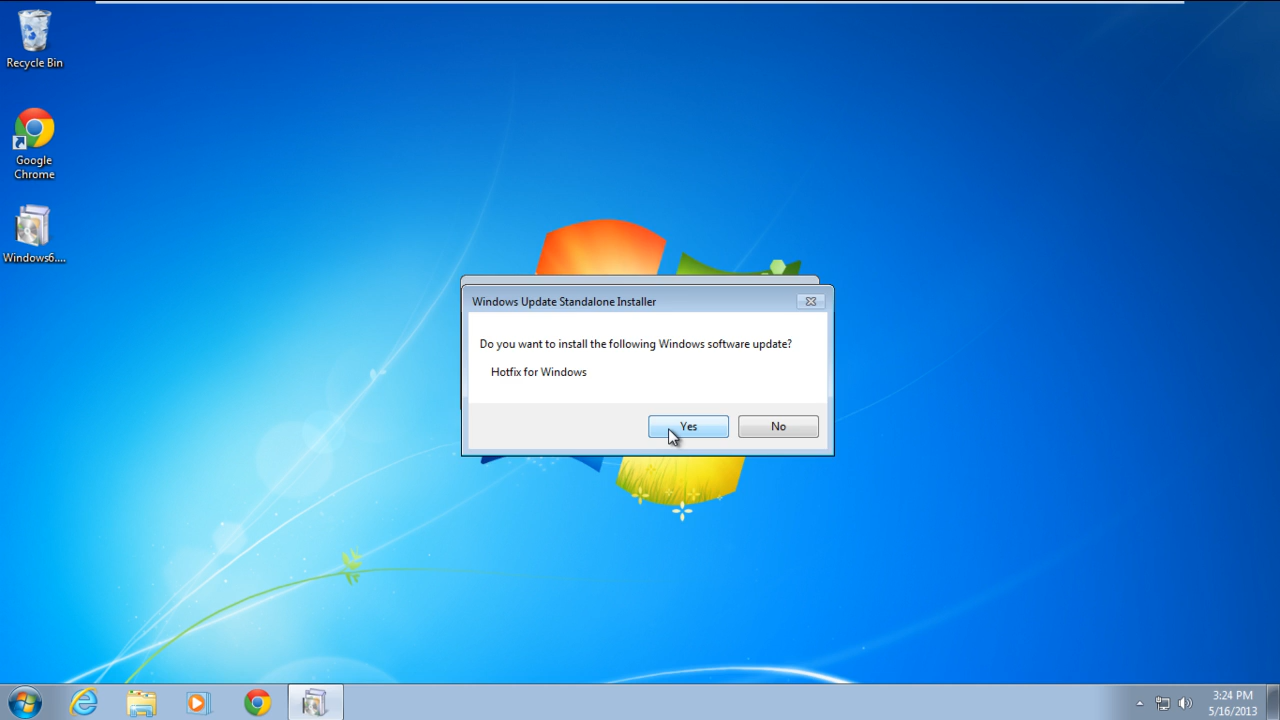 Recycle Bin
Google
Chrome
Windows6....
Windows Update Standalone Installer
Do you want to install the following Windows software update?
Hotfix for Windows
Yes
No
3:24 PM
5/16/2013